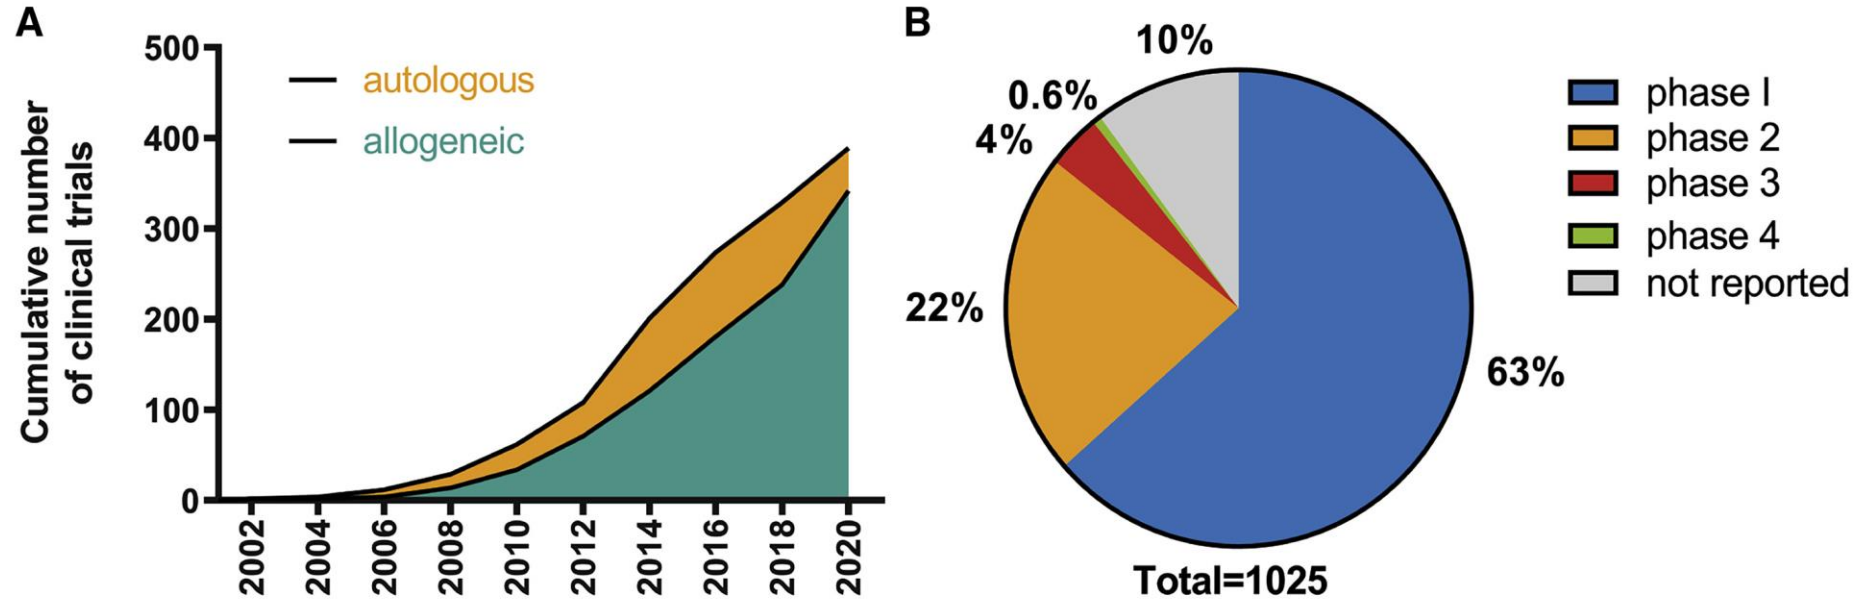 A
Cumulative number
of clinical trials
500
400
300
200
100
0
autologous
allogeneic
2002
2004
2006
2008
2010
2012
2014
2016
2018
2020
B
10%
0.6%
4%
22%
63%
Total=1025
phase I
phase 2
phase 3
phase 4
not reported